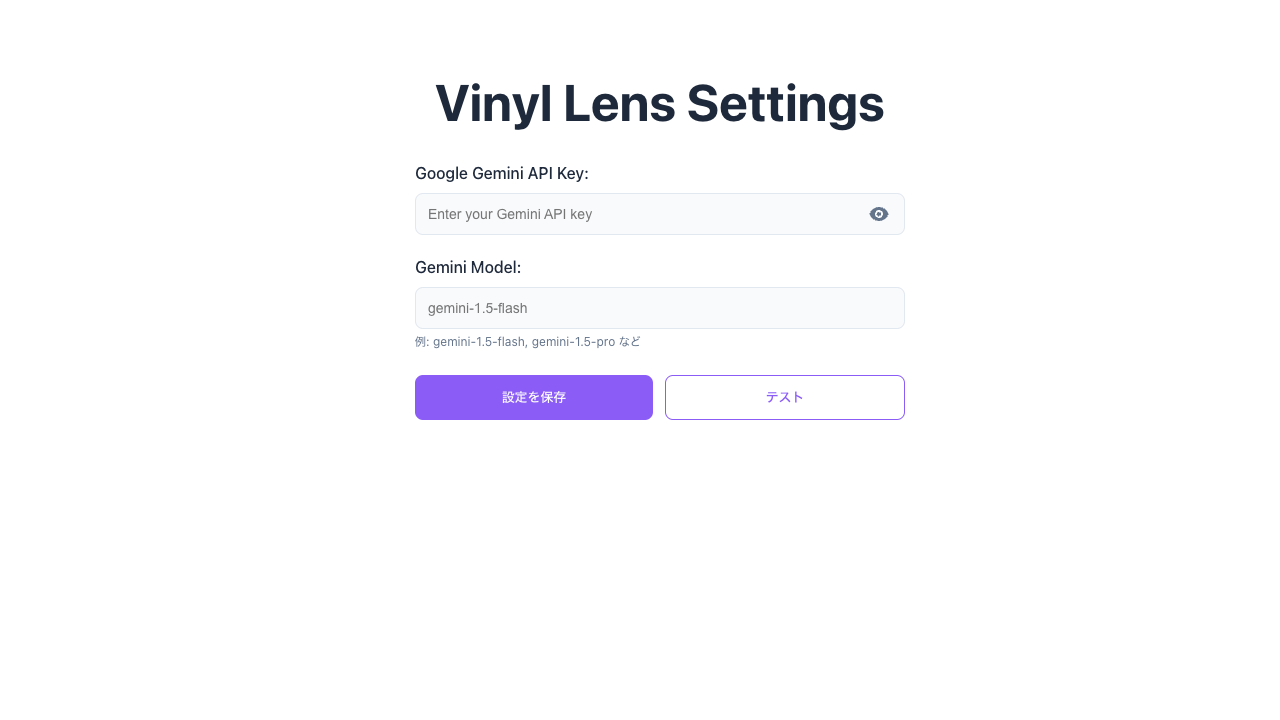 Vinyl Lens Settings
Google Gemini API Key:
Enter your Gemini API key
Gemini Model:
gemini-1.5-flash
例: gemini-1.5-flash, gemini-1.5-pro など
設定を保存
テスト